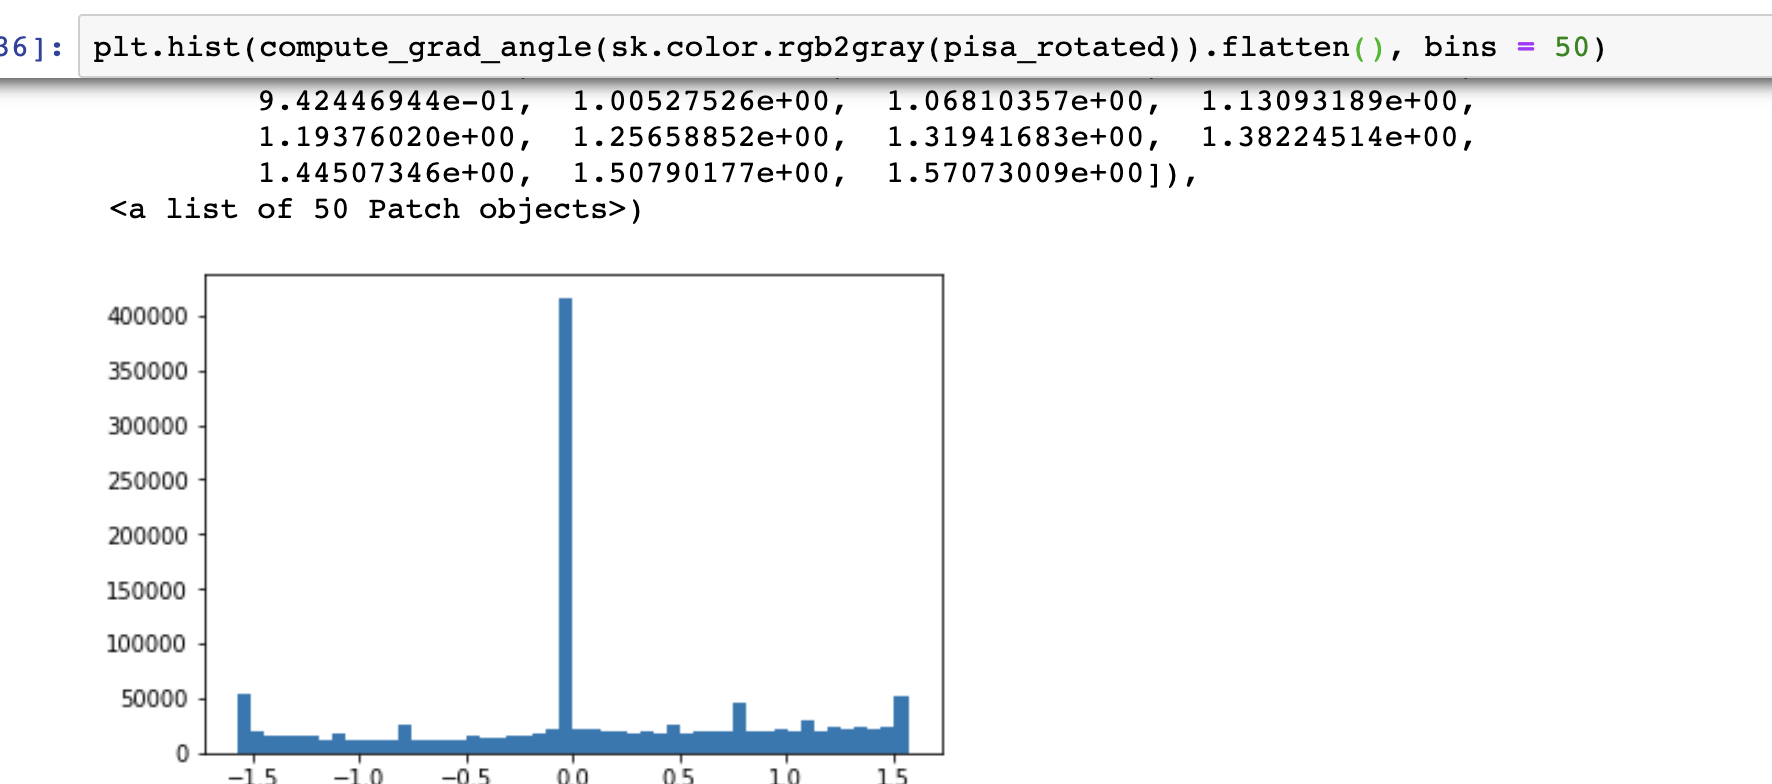 36]: plt.hist(compute_grad_angle(sk.color.rgb2gray(pisa_rotated)).flatten(), bins = 50)
9.42446944e-01, 1.00527526e+00, 1.06810357e+00, 1.13093189e+00,
1.19376020e+00, 1.25658852e+00, 1.31941683e+00, 1.38224514e+00,
1.44507346e+00, 1.50790177e+00, 1.57073009e+00]),
<a list of 50 Patch objects>)
400000
350000
300000
250000
200000
150000
100000
50000
0
−1.5 −1.0 −0.5 0.0 0.5 1.0 1.5